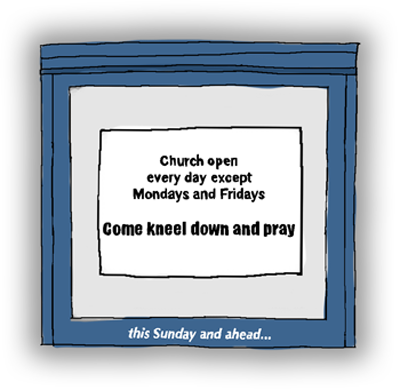 Church open
every day except
Mondays and Fridays
Come kneel down and pray
this Sunday and ahead...